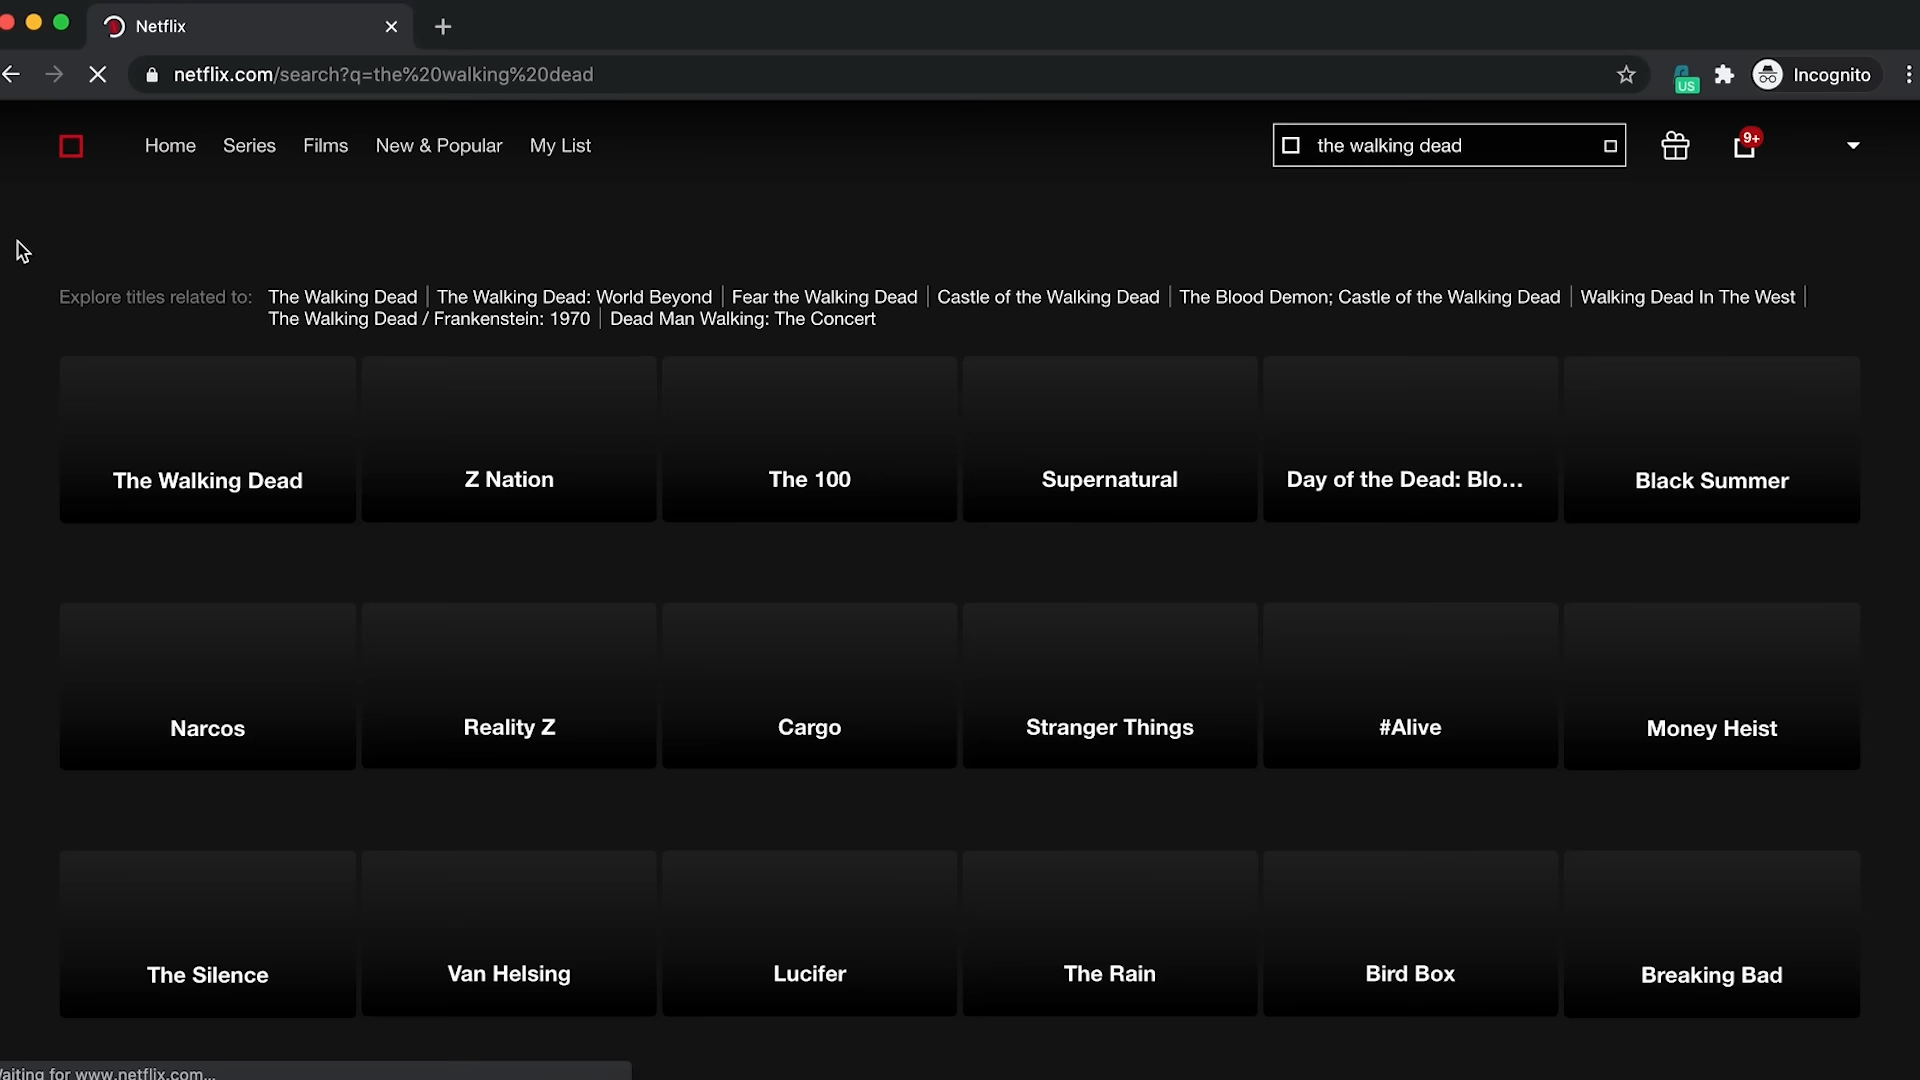 Netflix
netflix.com/search?q=the%20walking%20dead
US
Incognito
Home Series Films New & Popular My List
the walking dead
9+
Explore titles related to: The Walking Dead | The Walking Dead: World Beyond | Fear the Walking Dead | Castle of the Walking Dead | The Blood Demon; Castle of the Walking Dead | Walking Dead In The West |
The Walking Dead / Frankenstein: 1970 | Dead Man Walking: The Concert
The Walking Dead Z Nation The 100 Supernatural Day of the Dead: Blo... Black Summer
Narcos Reality Z Cargo Stranger Things #Alive Money Heist
The Silence Van Helsing Lucifer The Rain Bird Box Breaking Bad
aiting for www.netflix.com...